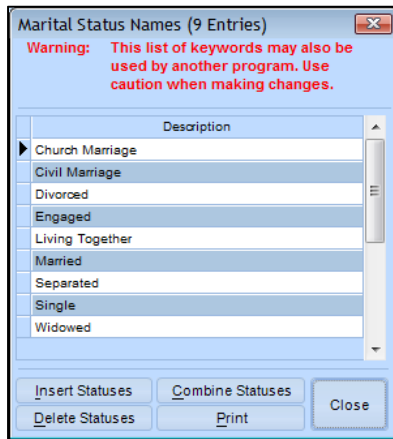 Marital Status Names (9 Entries)
Warning: This list of keywords may also be
used by another program. Use
caution when making changes.
Description
Church Marriage
Civil Marriage
Divorced
Engaged
Living Together
Married
Separated
Single
Widowed
Insert Statuses Combine Statuses
Close
Delete Statuses Print